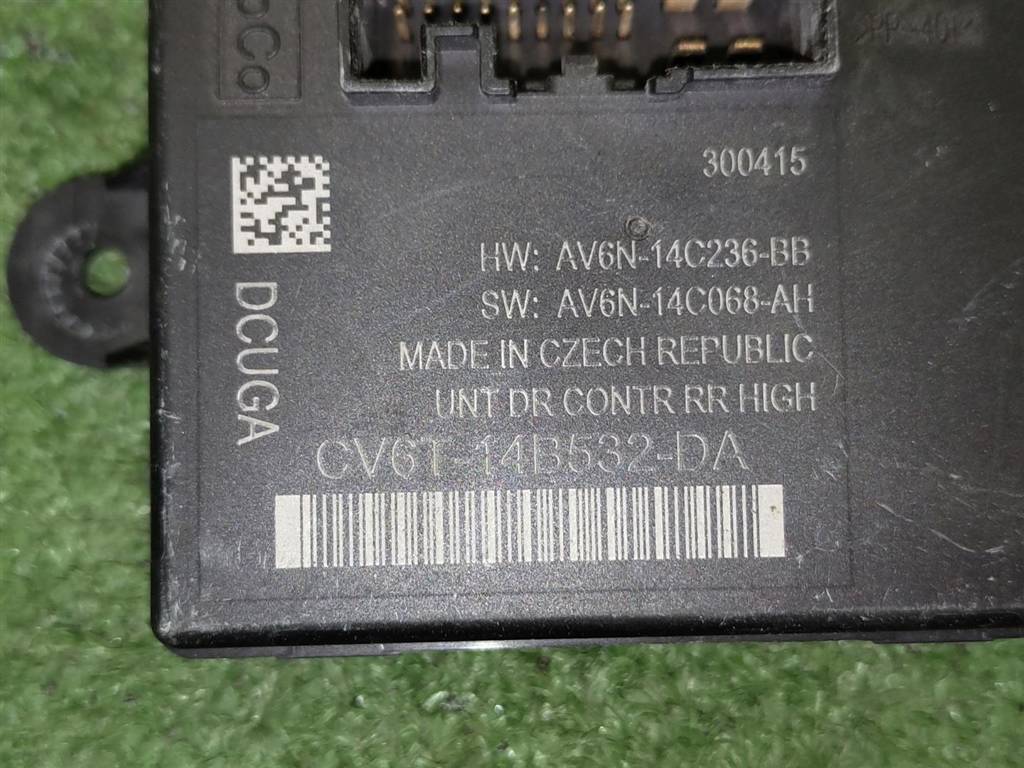 300415
HW: AV6N-14C236-BB
SW: AV6N-14C068-AH
MADE IN CZECH REPUBLIC
UNT DR CONTR RR HIGH
CV6T-14B532-DA
DCUGA